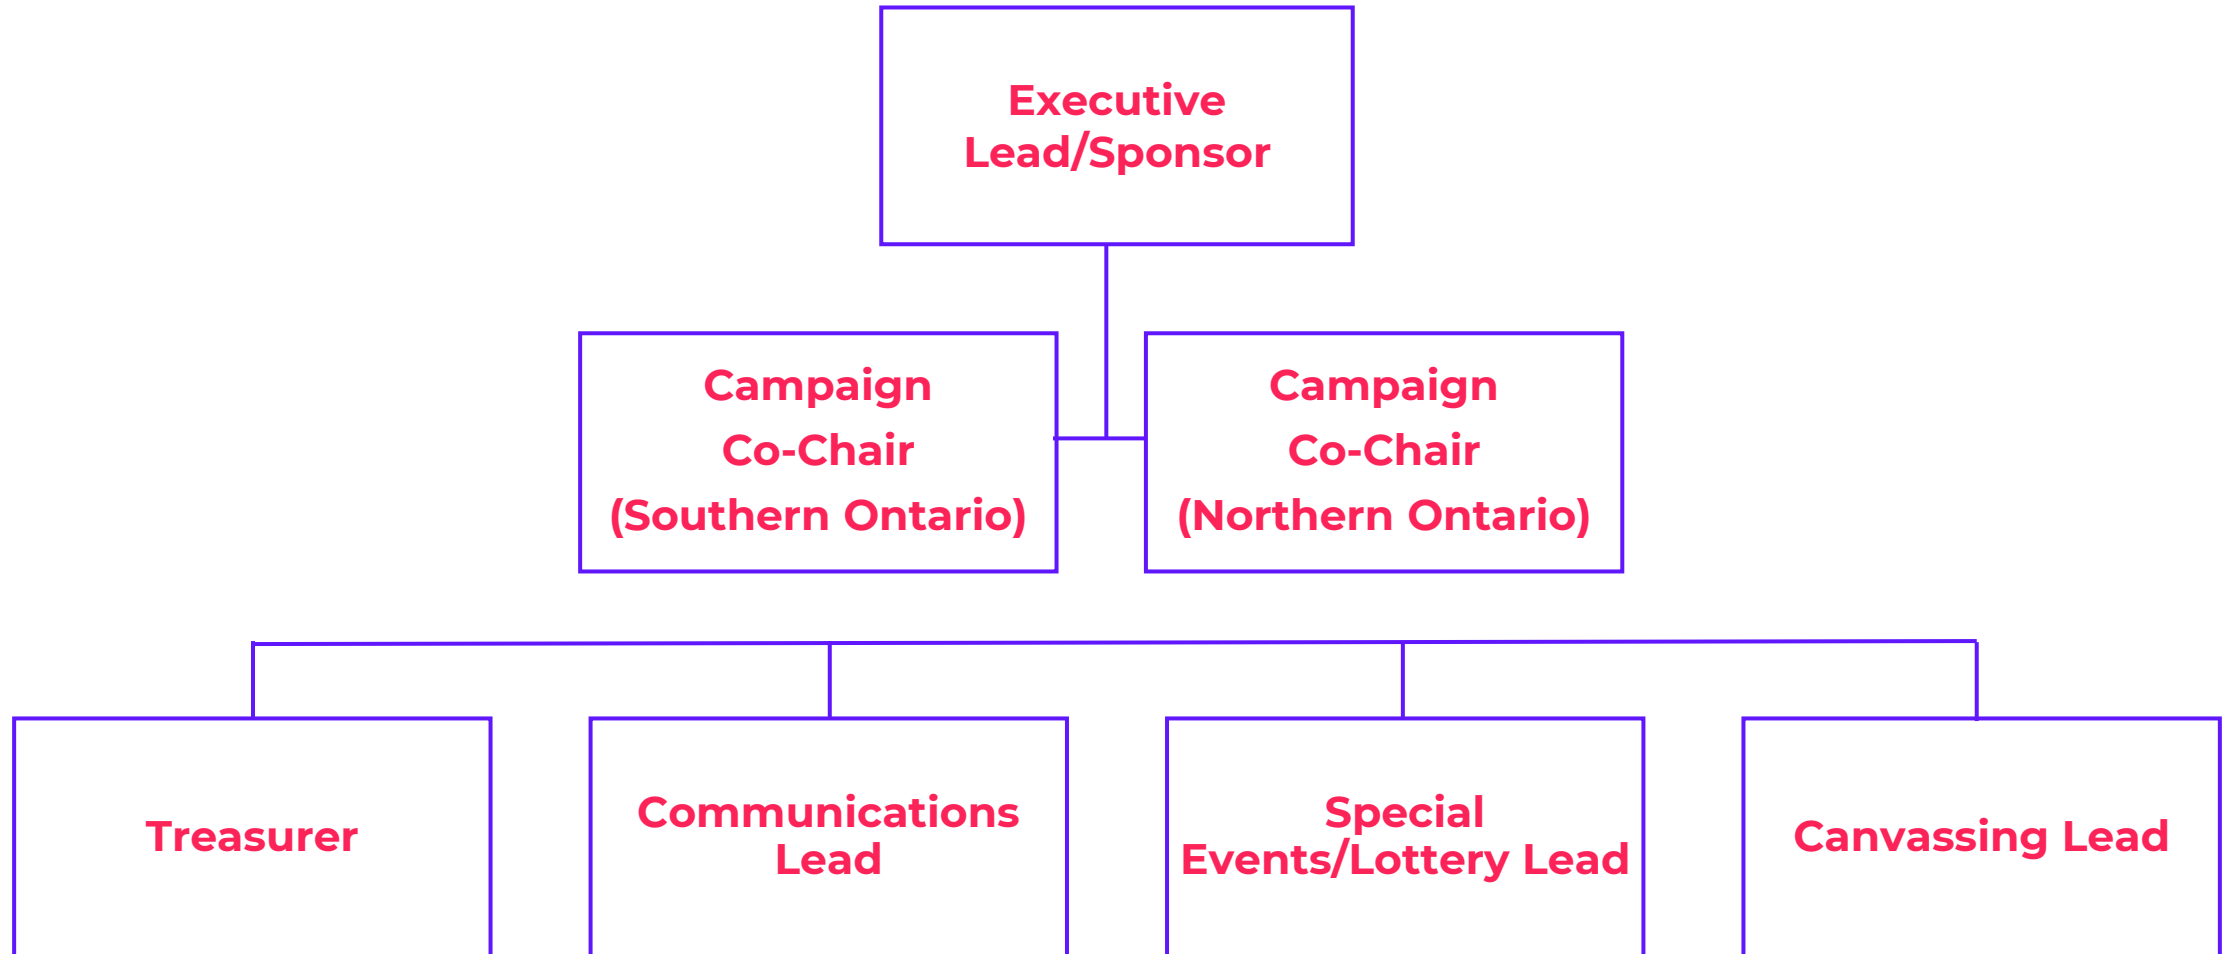 Executive
Lead/Sponsor
Campaign
Co-Chair
(Southern Ontario)
Campaign
Co-Chair
(Northern Ontario)
Treasurer
Communications
Lead
Special
Events/Lottery Lead
Canvassing Lead